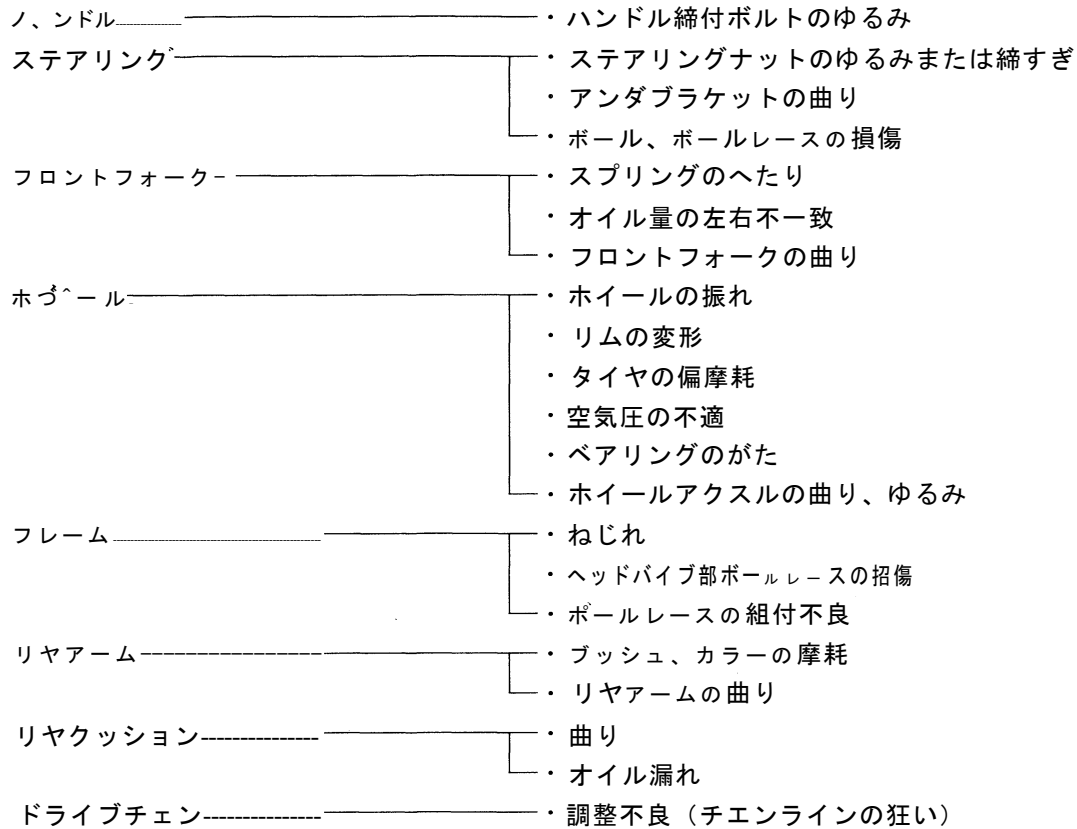 ノ、ンドル ・ハンドル締付ボルトのゆるみ
ステアリング ・ステアリングナットのゆるみまたは締すぎ
・アンダブラケットの曲り
・ボール、ボールレースの損傷
フロントフォーク- ・スプリングのへたり
・オイル量の左右不一致
・フロントフォークの曲り
ホづ^ール ・ホイールの振れ
・リムの変形
・タイヤの偏摩耗
・空気圧の不適
・ベアリングのがた
・ホイールアクスルの曲り、ゆるみ
フレーム ・ねじれ
・ヘッドバイブ部ボールレースの招傷
・ポールレースの組付不良
リヤアーム ・ブッシュ、カラーの摩耗
・リヤアームの曲り
リヤクッション ・曲り
・オイル漏れ
ドライブチェン ・調整不良（チエンラインの狂い）